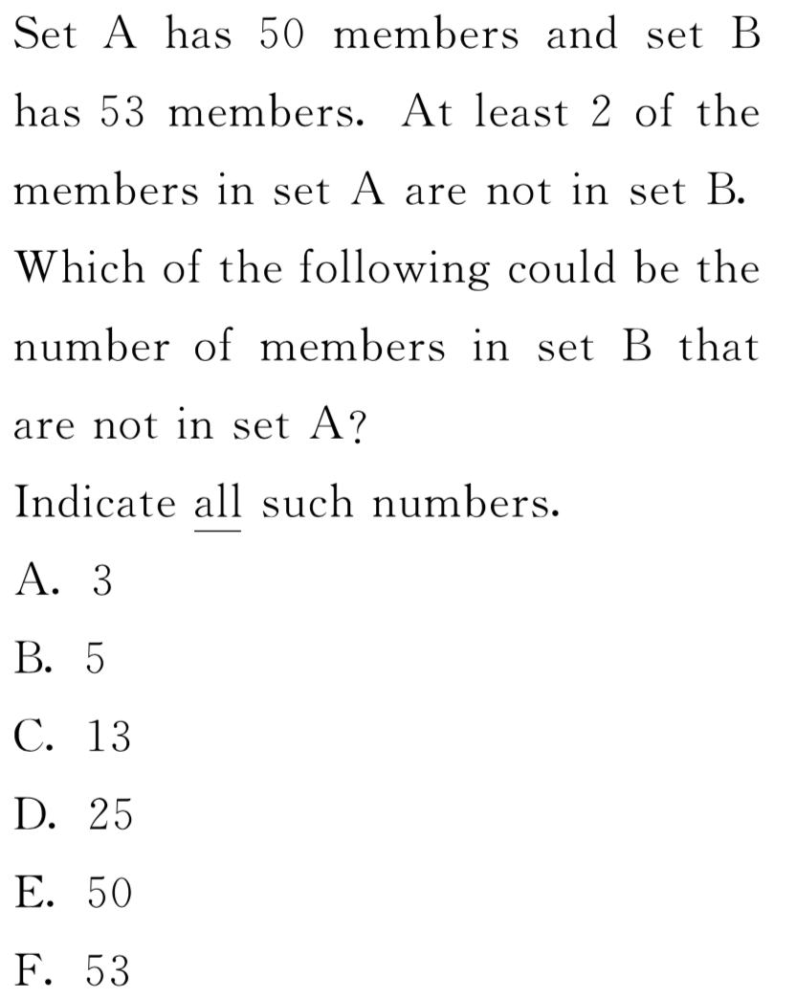 Set A has 50 members and set B
has 53 members. At least 2 of the
members in set A are not in set B.
Which of the following could be the
number of members in set B that
are not in set A?
Indicate all such numbers.
A. 3
B. 5
C. 13
D. 25
E. 50
F. 53